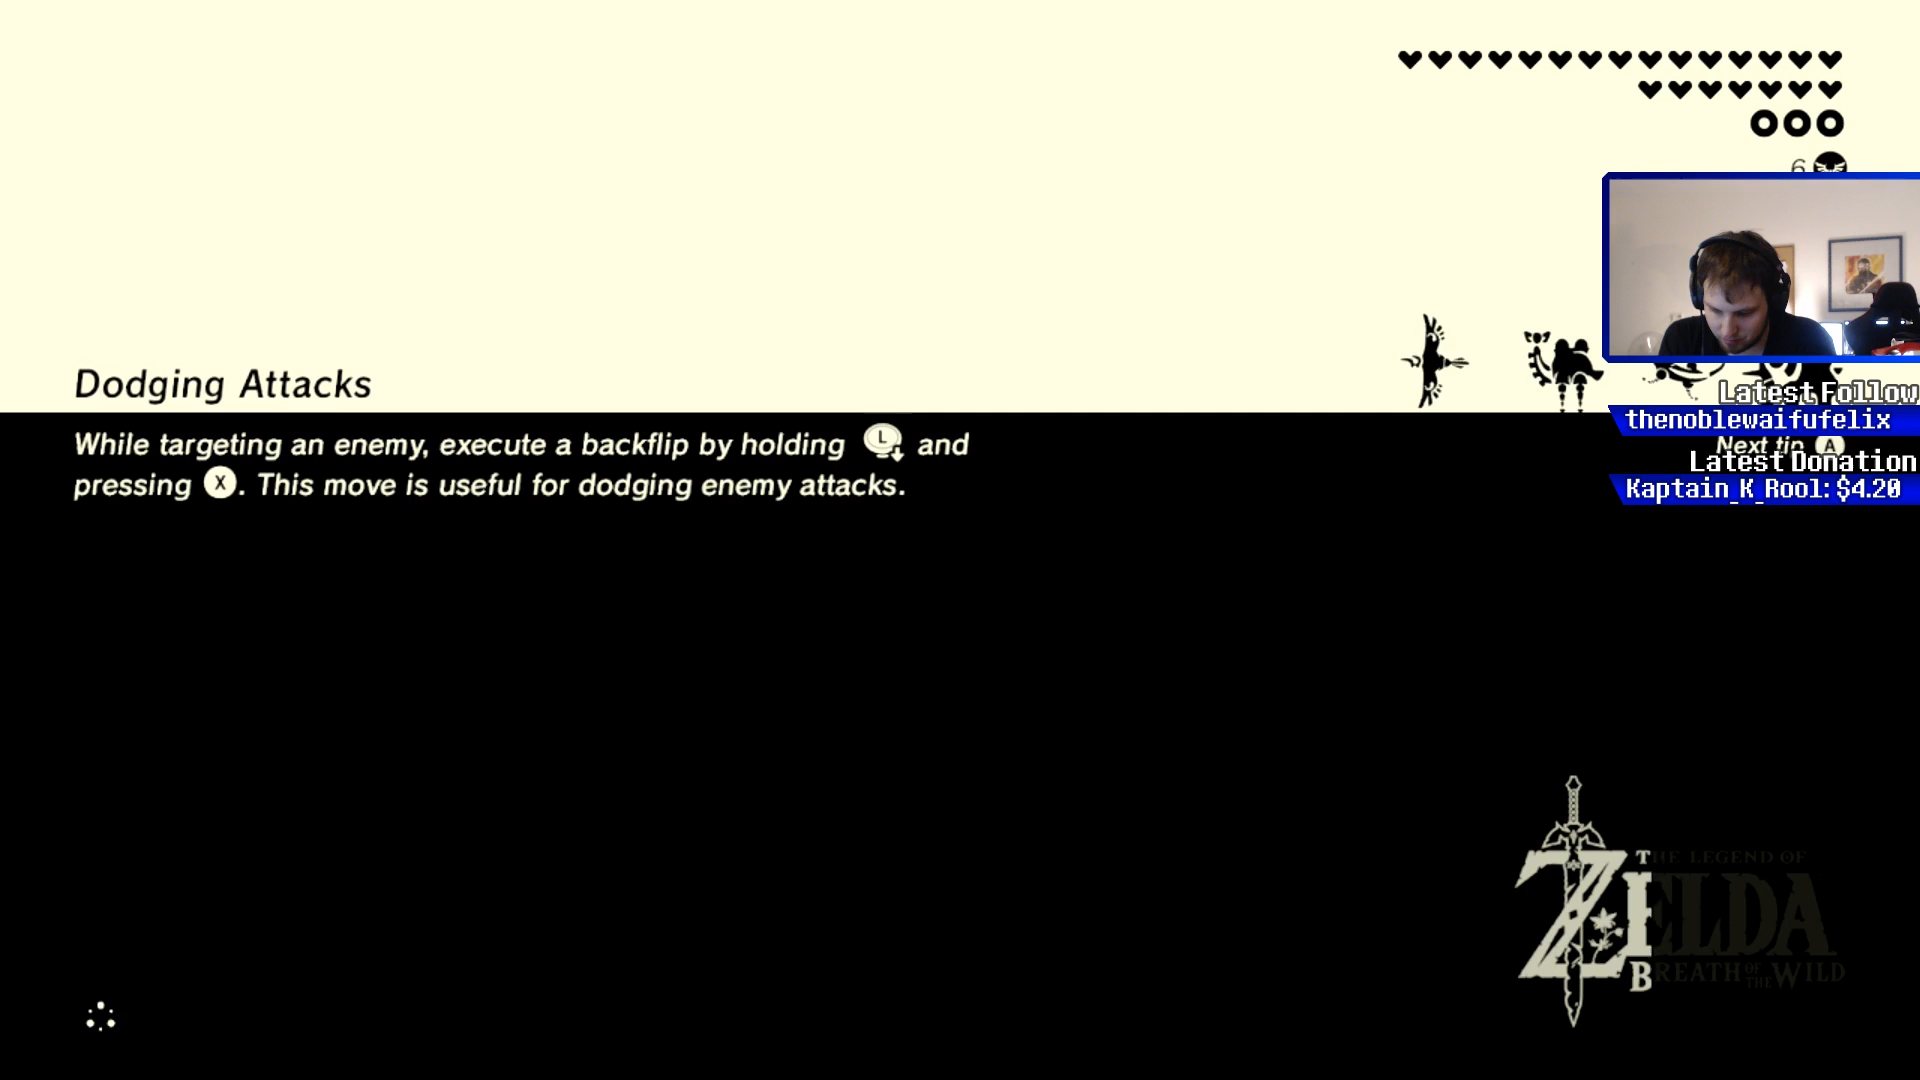 6
Dodging Attacks
While targeting an enemy, execute a backflip by holding L and
pressing X. This move is useful for dodging enemy attacks.
Latest Follow
thenoblewaifufelix
Next tip A
Latest Donation
Kaptain_K_Rool: $4.20
THE LEGEND OF
ZELDA
BREATH OF THE WILD